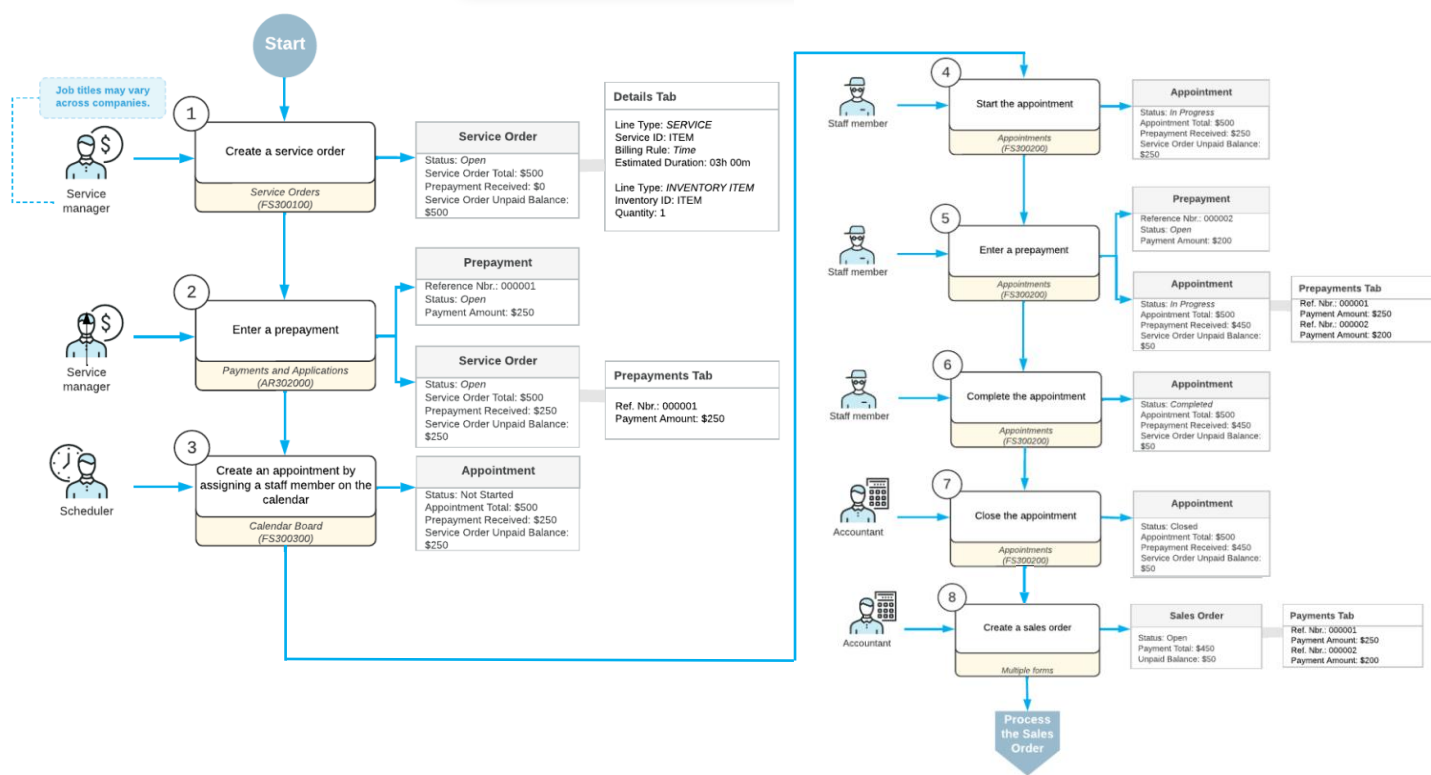 Start
Job titles may vary
across companies.
1
Create a service order
Service Orders
(FS300100)
Service
manager
Service Order
Status: Open
Service Order Total: $500
Prepayment Received: $0
Service Order Unpaid Balance:
$500
Details Tab
Line Type: SERVICE
Service ID: ITEM
Billing Rule: Time
Estimated Duration: 03h 00m
Line Type: INVENTORY ITEM
Inventory ID: ITEM
Quantity: 1
2
Enter a prepayment
Payments and Applications
(AR302000)
Service
manager
Prepayment
Reference Nbr.: 000001
Status: Open
Payment Amount: $250
Service Order
Status: Open
Service Order Total: $500
Prepayment Received: $250
Service Order Unpaid Balance:
$250
Prepayments Tab
Ref. Nbr.: 000001
Payment Amount: $250
3
Create an appointment by
assigning a staff member on the
calendar
Calendar Board
(FS300300)
Scheduler
Appointment
Status: Not Started
Appointment Total: $500
Prepayment Received: $250
Service Order Unpaid Balance:
$250
4
Start the appointment
Appointments
(FS300200)
Staff member
Appointment
Status: In Progress
Appointment Total: $500
Prepayment Received: $250
Service Order Unpaid Balance:
$250
5
Enter a prepayment
Appointments
(FS300200)
Staff member
Prepayment
Reference Nbr.: 000002
Status: Open
Payment Amount: $200
Appointment
Status: In Progress
Appointment Total: $500
Prepayment Received: $450
Service Order Unpaid Balance:
$50
Prepayments Tab
Ref. Nbr.: 000001
Payment Amount: $250
Ref. Nbr.: 000002
Payment Amount: $200
6
Complete the appointment
Appointments
(FS300200)
Staff member
Appointment
Status: Completed
Appointment Total: $500
Prepayment Received: $450
Service Order Unpaid Balance:
$50
7
Close the appointment
Appointments
(FS300200)
Accountant
Appointment
Status: Closed
Appointment Total: $500
Prepayment Received: $450
Service Order Unpaid Balance:
$50
8
Create a sales order
Multiple forms
Accountant
Sales Order
Status: Open
Payment Total: $450
Unpaid Balance: $50
Payments Tab
Ref. Nbr.: 000001
Payment Amount: $250
Ref. Nbr.: 000002
Payment Amount: $200
Process
the Sales
Order